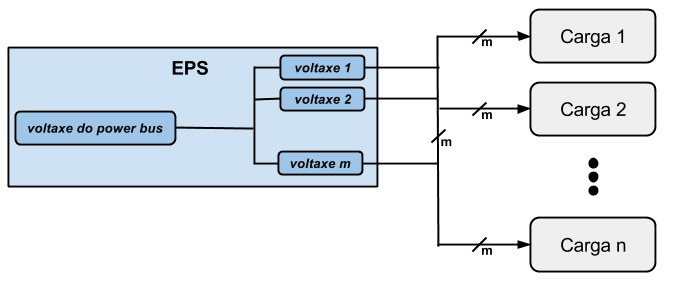 EPS
voltaxe do power bus
voltaxe 1
voltaxe 2
voltaxe m
m
m
m
m
Carga 1
Carga 2
Carga n